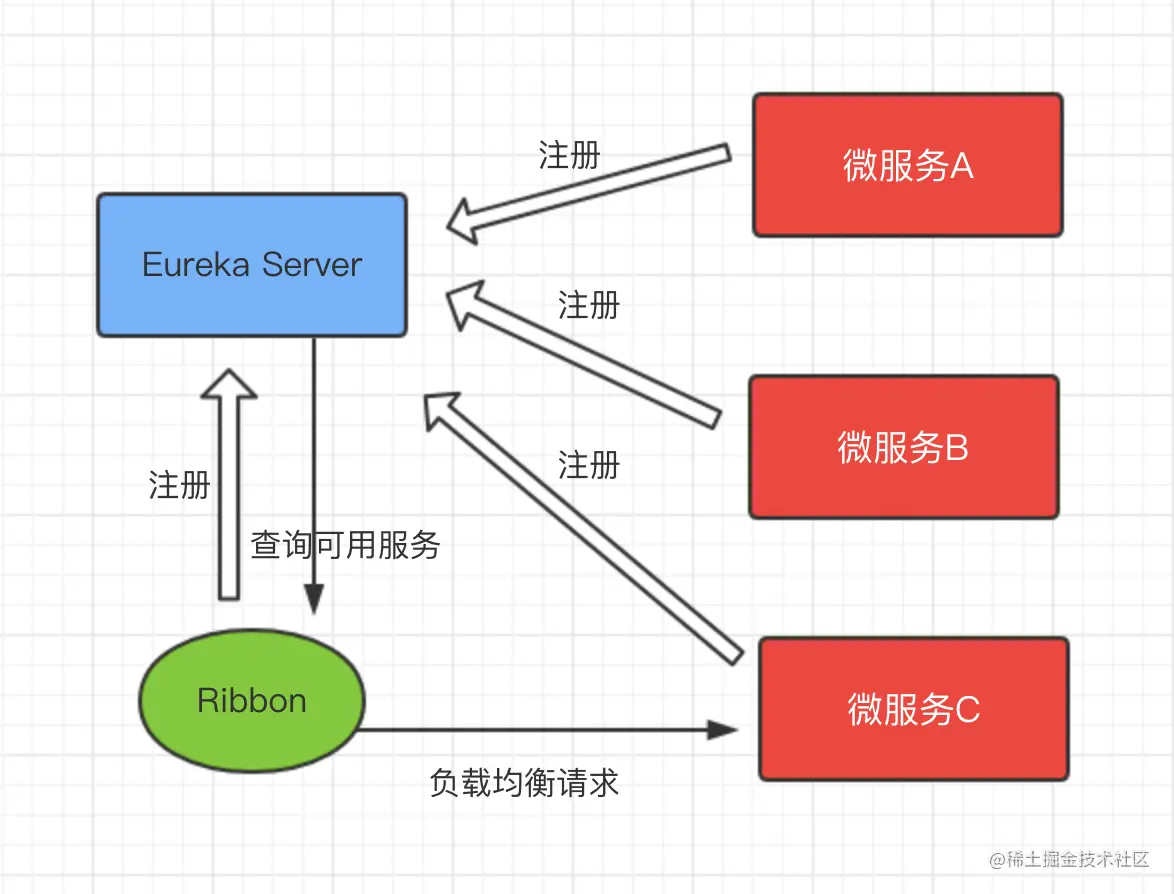 注册
微服务A
Eureka Server
注册
微服务B
注册
注册
查询可用服务
Ribbon
微服务C
负载均衡请求
@稀土掘金技术社区